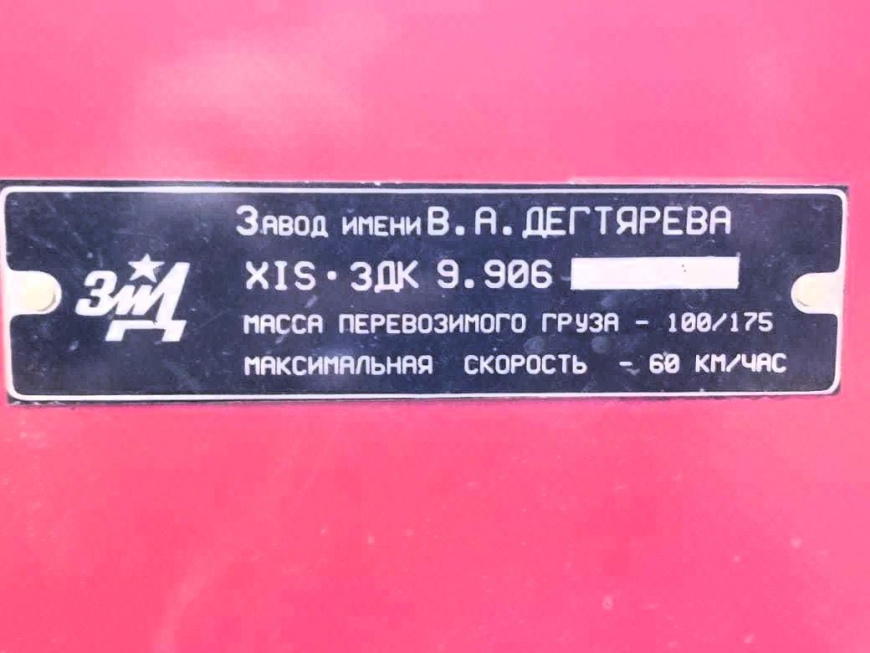 ЗАВОД ИМЕНИ В.А.ДЕГТЯРЕВА
ЗиД
XIS·ЗДК 9.906
МАССА ПЕРЕВОЗИМОГО ГРУЗА - 100/175
МАКСИМАЛЬНАЯ СКОРОСТЬ - 60 КМ/ЧАС